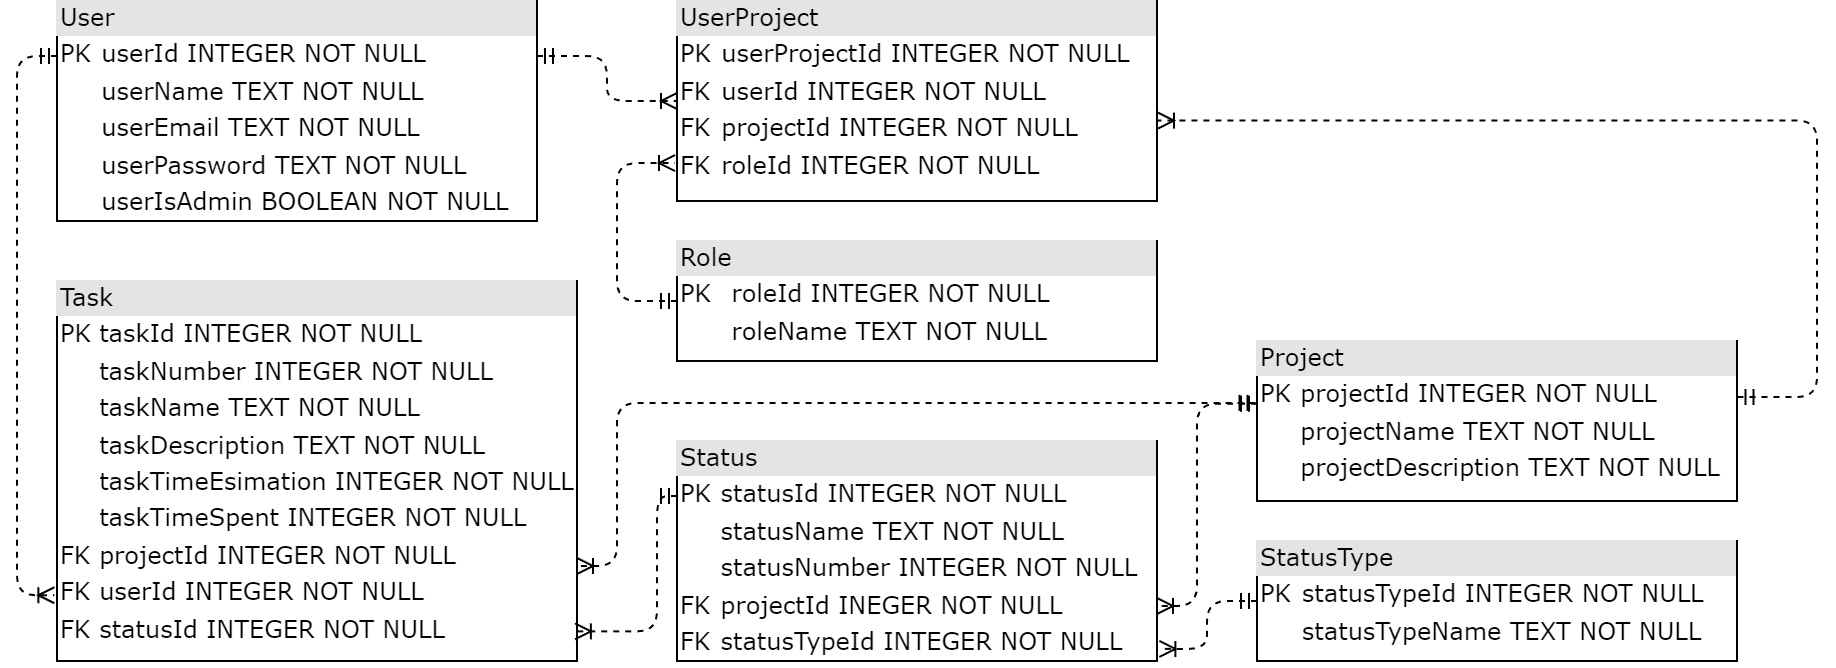 User
PK userId INTEGER NOT NULL
userName TEXT NOT NULL
userEmail TEXT NOT NULL
userPassword TEXT NOT NULL
userIsAdmin BOOLEAN NOT NULL
UserProject
PK userProjectId INTEGER NOT NULL
FK userId INTEGER NOT NULL
FK projectId INTEGER NOT NULL
FK roleId INTEGER NOT NULL
Role
PK roleId INTEGER NOT NULL
roleName TEXT NOT NULL
Task
PK taskId INTEGER NOT NULL
taskNumber INTEGER NOT NULL
taskName TEXT NOT NULL
taskDescription TEXT NOT NULL
taskTimeEsimation INTEGER NOT NULL
taskTimeSpent INTEGER NOT NULL
FK projectId INTEGER NOT NULL
FK userId INTEGER NOT NULL
FK statusId INTEGER NOT NULL
Status
PK statusId INTEGER NOT NULL
statusName TEXT NOT NULL
statusNumber INTEGER NOT NULL
FK projectId INEGER NOT NULL
FK statusTypeId INTEGER NOT NULL
Project
PK projectId INTEGER NOT NULL
projectName TEXT NOT NULL
projectDescription TEXT NOT NULL
StatusType
PK statusTypeId INTEGER NOT NULL
statusTypeName TEXT NOT NULL